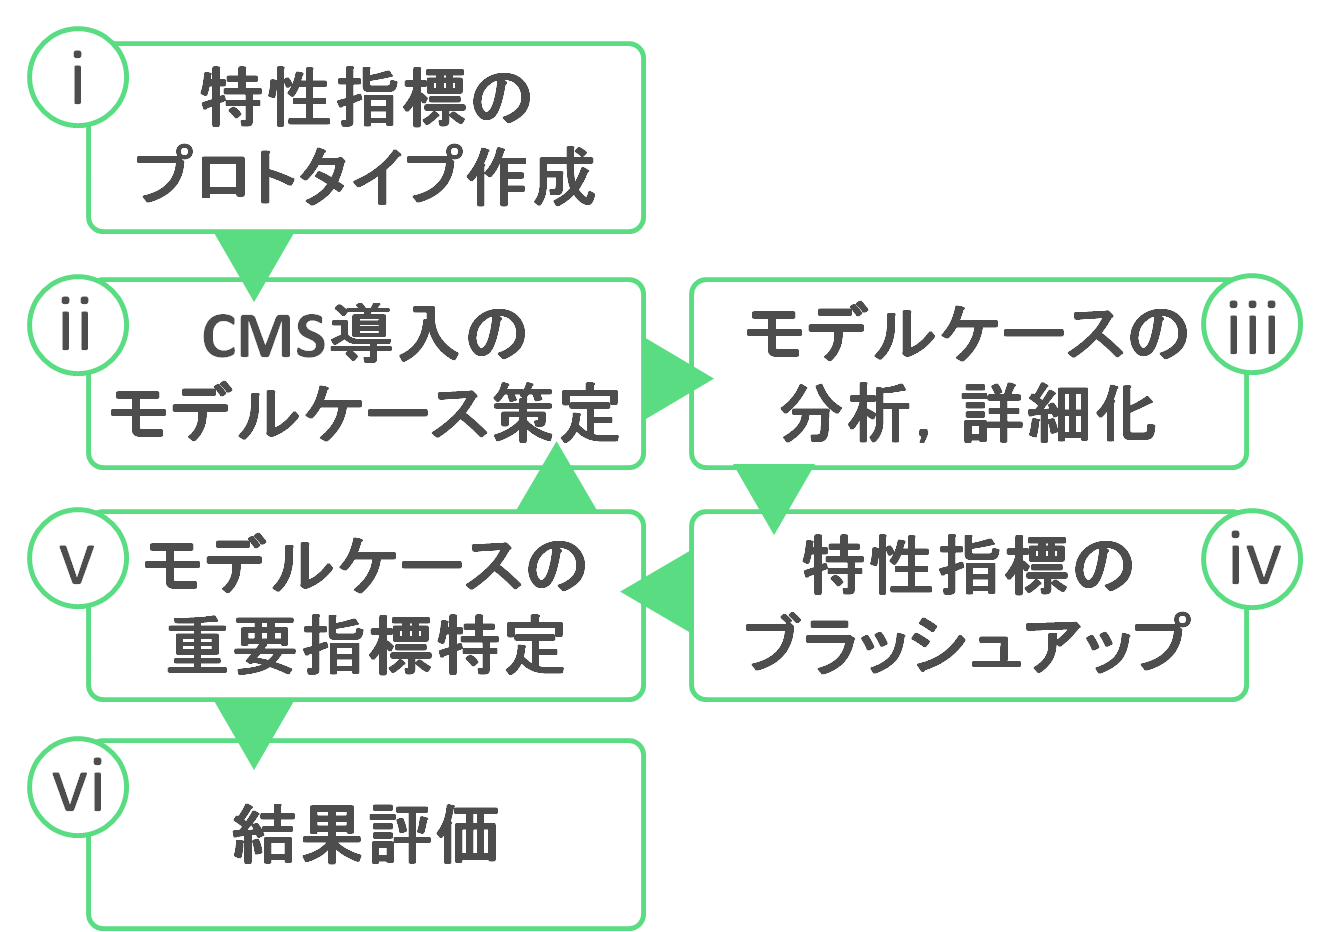 i
特性指標の
プロトタイプ作成
ii
CMS導入の
モデルケース策定
iii
モデルケースの
分析，詳細化
iv
特性指標の
ブラッシュアップ
v
モデルケースの
重要指標特定
vi
結果評価